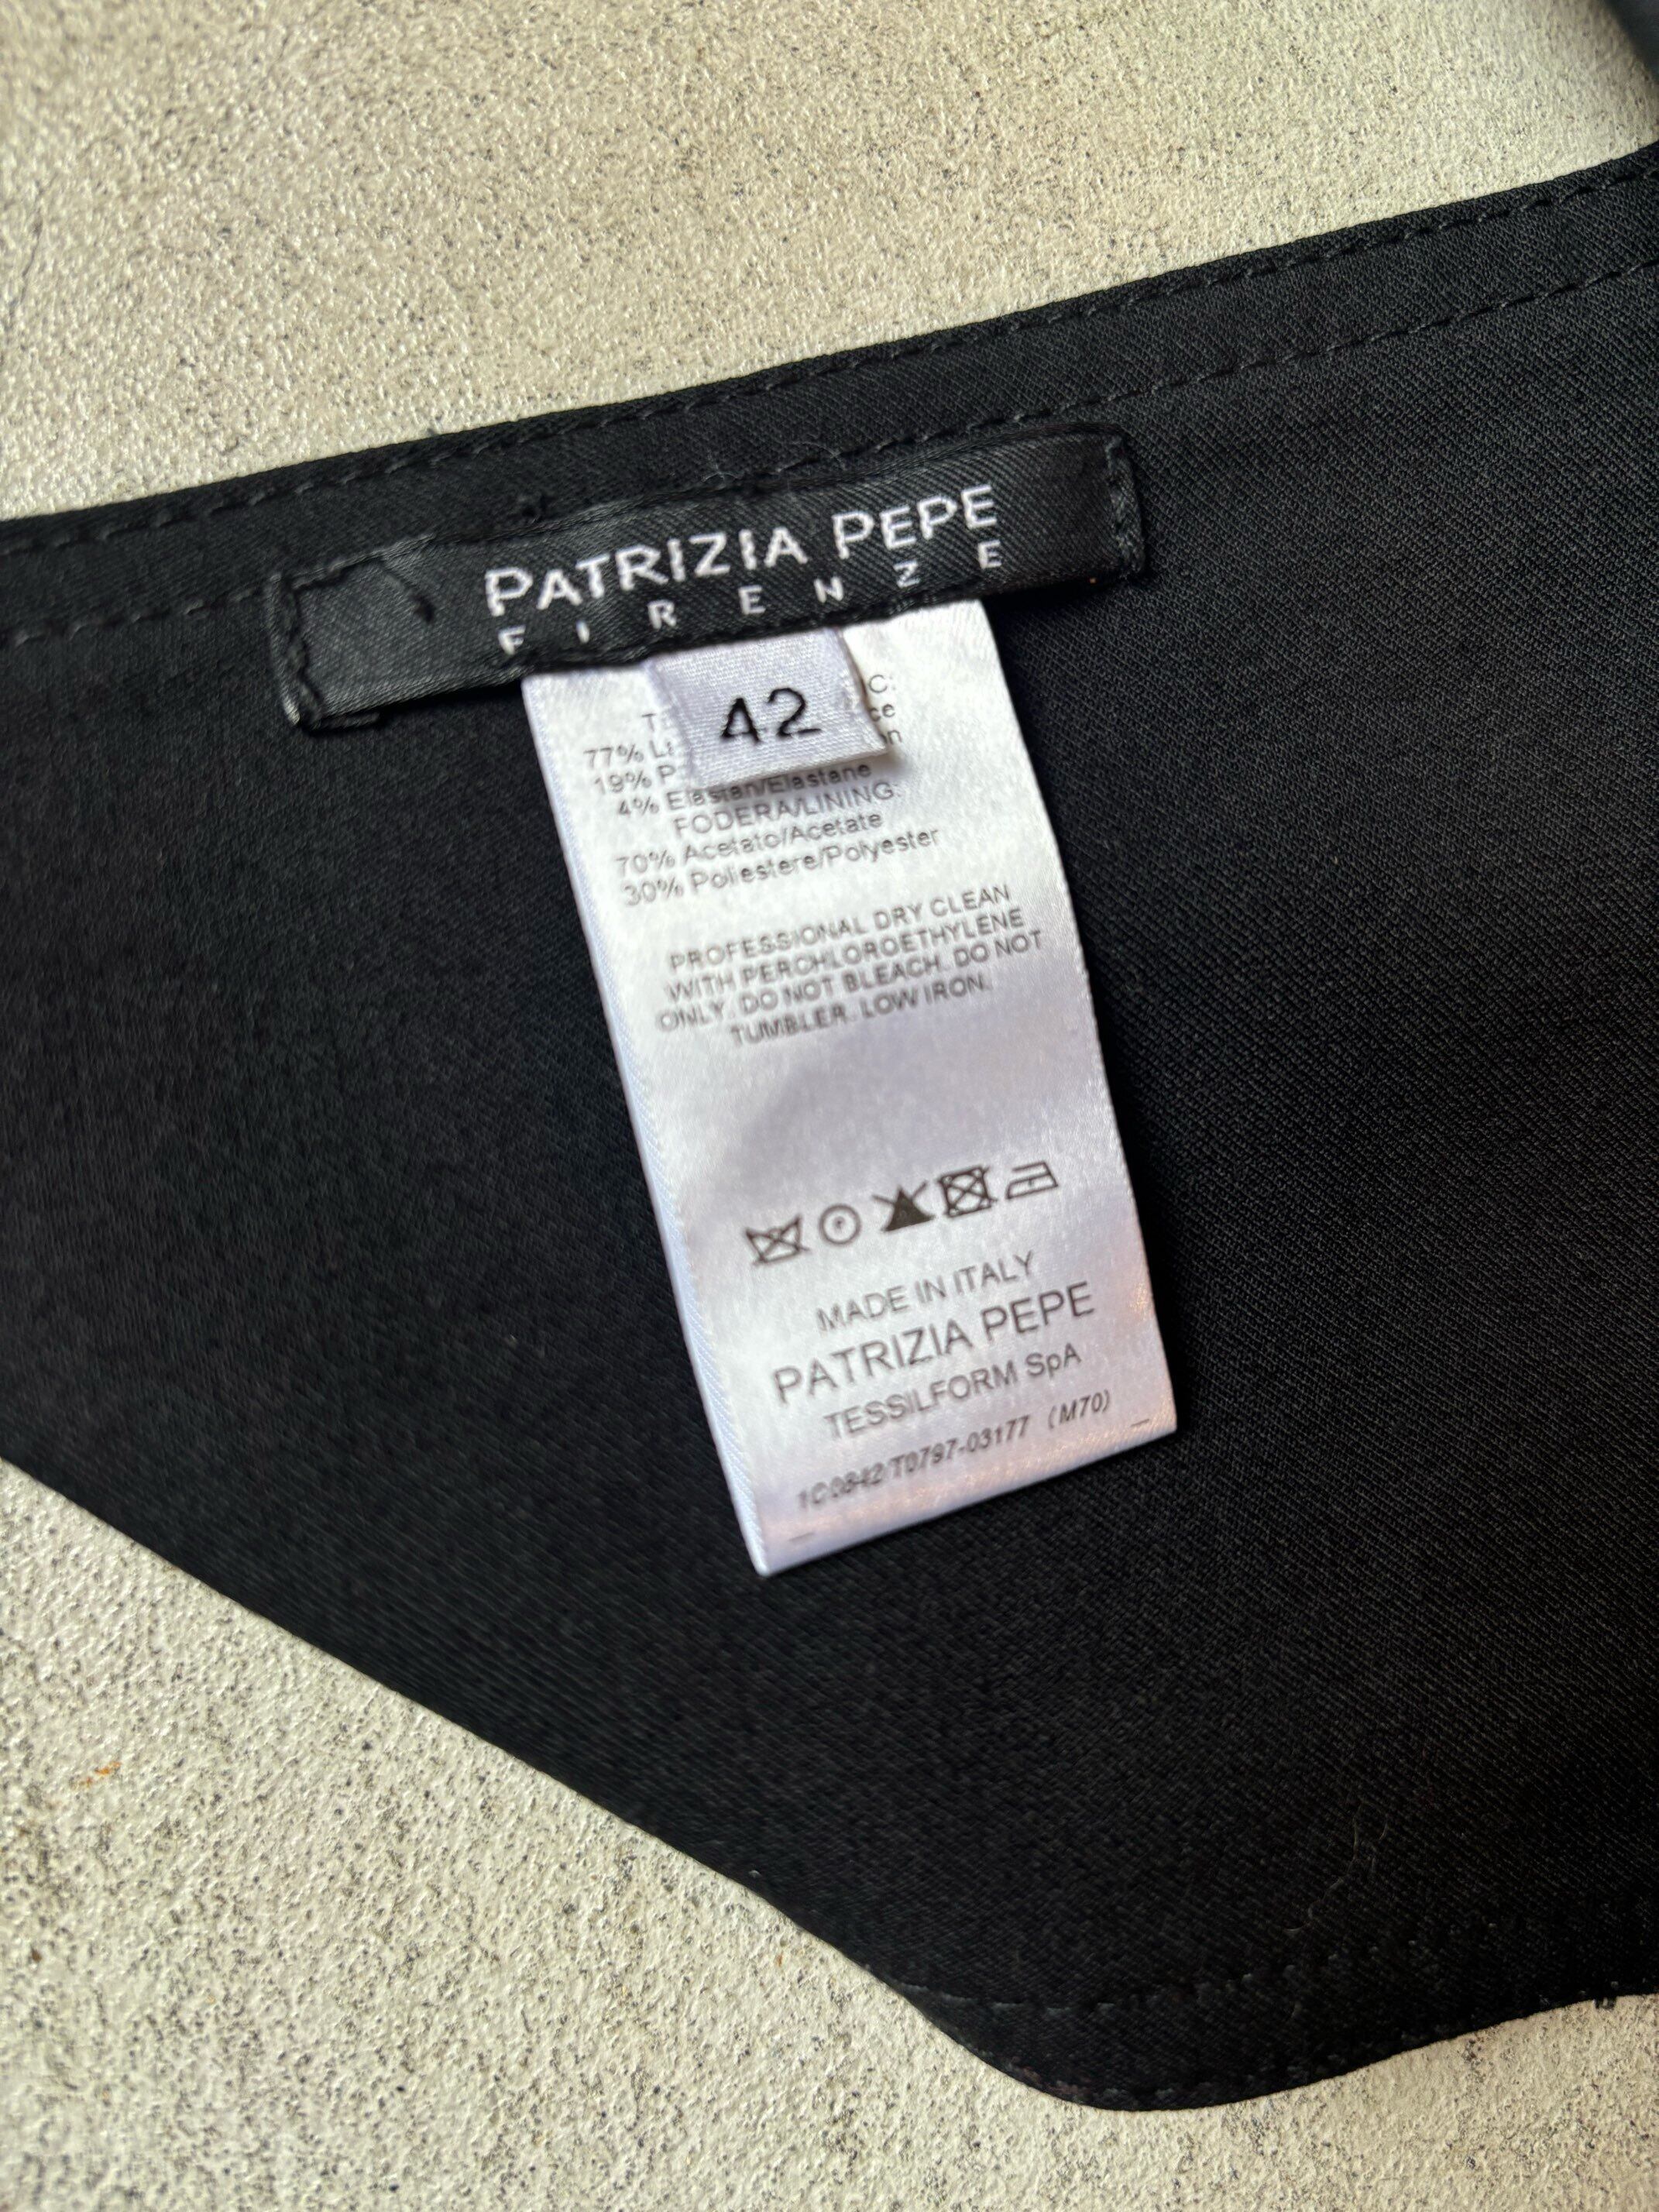 PATRIZIA PEPE
FIRENZE
42
77%
19%
4% Elastan/Elastane
FODERA/LINING:
70% Acetato/Acetate
30% Poliestere/Polyester
PROFESSIONAL DRY CLEAN
WITH PERCHLOROETHYLENE
ONLY. DO NOT BLEACH. DO NOT
TUMBLER. LOW IRON.
MADE IN ITALY
PATRIZIA PEPE
TESSILFORM SpA
1C0842/T0797-03177 (M70)